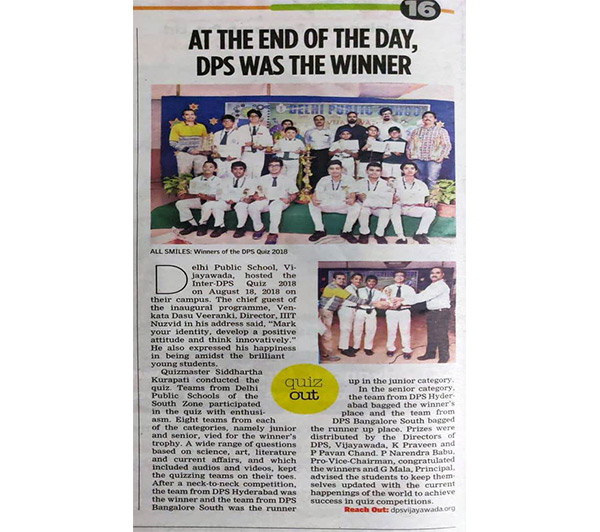 16
AT THE END OF THE DAY,
DPS WAS THE WINNER
DELHI PUBLIC SCHOOL
ALL SMILES: Winners of the DPS Quiz 2018
Delhi Public School, Vi-
jayawada, hosted the
Inter-DPS Quiz 2018
on August 18, 2018 on
their campus. The chief guest of
the inaugural programme, Ven-
kata Dasu Veeranki, Director, IIIT
Nuzvid in his address said, “Mark
your identity, develop a positive
attitude and think innovatively.”
He also expressed his happiness
in being amidst the brilliant
young students.
Quizmaster Siddhartha
Kurapati conducted the
quiz. Teams from Delhi
Public Schools of the
South Zone participated
in the quiz with enthusi-
asm. Eight teams from each
of the categories, namely junior
and senior, vied for the winner's
trophy. A wide range of questions
based on science, art, literature
and current affairs, and which
included audios and videos, kept
the quizzing teams on their toes.
After a neck-to-neck competition,
the team from DPS Hyderabad was
the winner and the team from DPS
Bangalore South was the runner
quiz
out
up in the junior category.
In the senior category,
the team from DPS Hyder-
abad bagged the winner's
place and the team from
DPS Bangalore South bagged
the runner up place. Prizes were
distributed by the Directors of
DPS, Vijayawada, K Praveen and
P Pavan Chand. P Narendra Babu,
Pro-Vice-Chairman, congratulated
the winners and G Mala, Principal,
advised the students to keep them-
selves updated with the current
happenings of the world to achieve
success in quiz competitions.
Reach Out: dpsvijayawada.org